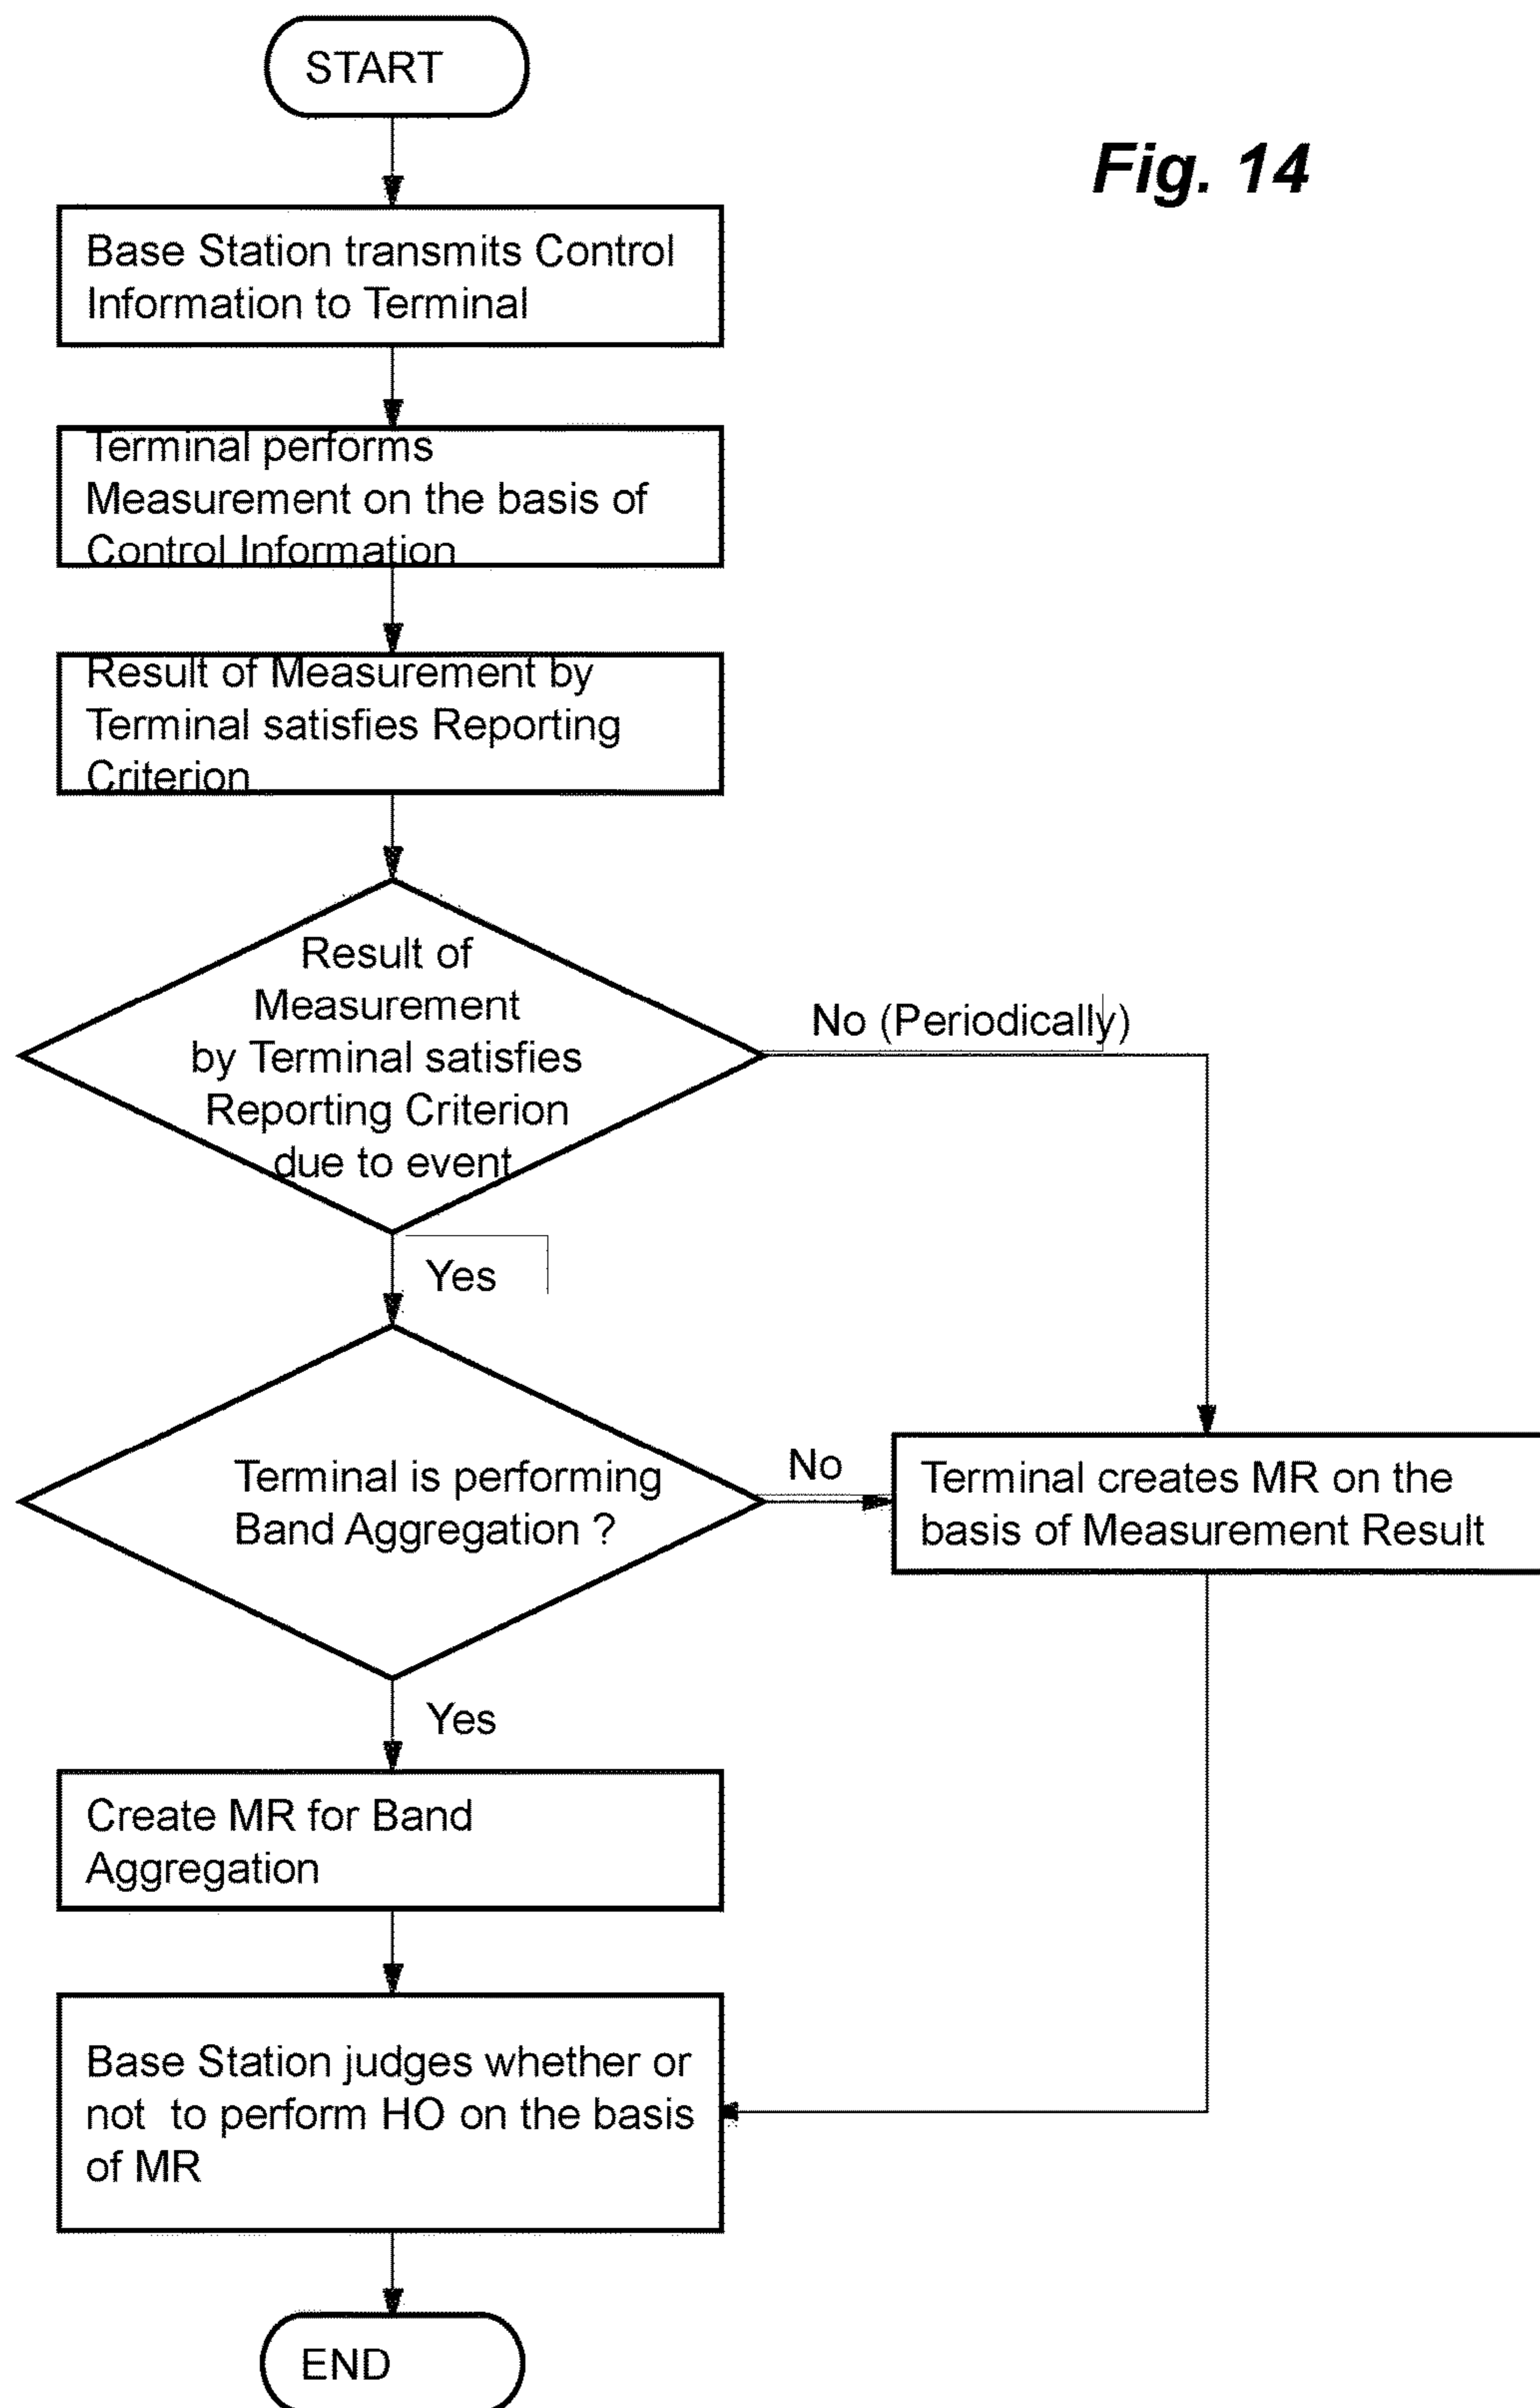 START
Fig. 14
Base Station transmits Control
Information to Terminal
Terminal performs
Measurement on the basis of
Control Information
Result of Measurement by
Terminal satisfies Reporting
Criterion
Result of
Measurement
by Terminal satisfies
Reporting Criterion
due to event
No (Periodically)
Yes
Terminal is performing
Band Aggregation ?
No
Terminal creates MR on the
basis of Measurement Result
Yes
Create MR for Band
Aggregation
Base Station judges whether or
not to perform HO on the basis
of MR
END